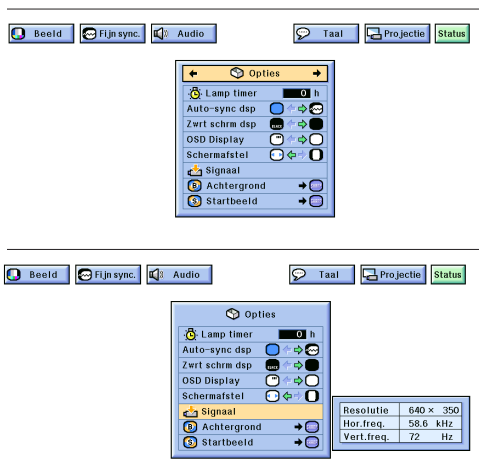 Beeld Fijn sync. Audio Taal Projectie Status
Opties
Lamp timer 0 h
Auto-sync dsp
Zwrt schrm dsp BLACK
OSD Display
Schermafstel
Signaal
B Achtergrond
S Startbeeld
Beeld Fijn sync. Audio Taal Projectie Status
Opties
Lamp timer 0 h
Auto-sync dsp
Zwrt schrm dsp BLACK
OSD Display
Schermafstel
Signaal
B Achtergrond
S Startbeeld
Resolutie 640 × 350
Hor.freq. 58.6 kHz
Vert.freq. 72 Hz